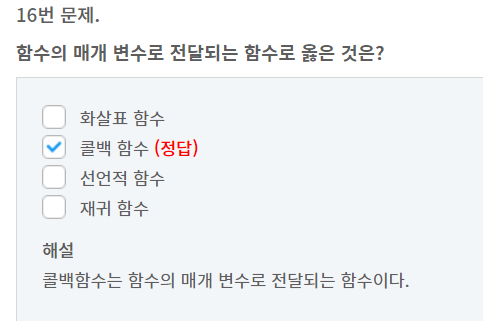 16번 문제.
함수의 매개 변수로 전달되는 함수로 옳은 것은?
화살표 함수
콜백 함수 (정답)
선언적 함수
재귀 함수
해설
콜백함수는 함수의 매개 변수로 전달되는 함수이다.